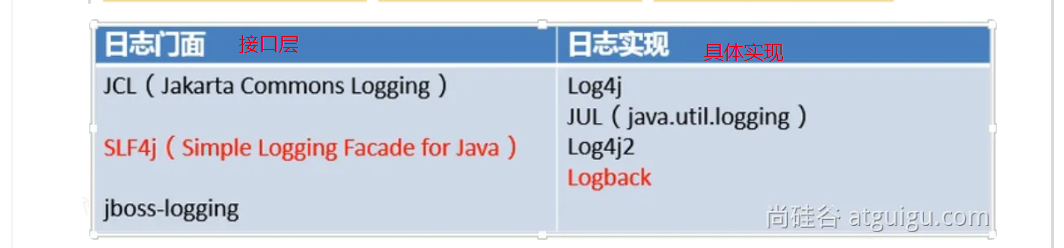 日志门面 接口层 日志实现 具体实现
JCL（Jakarta Commons Logging）
SLF4j（Simple Logging Facade for Java）
jboss-logging
Log4j
JUL（java.util.logging）
Log4j2
Logback
尚硅谷 atguigu.com